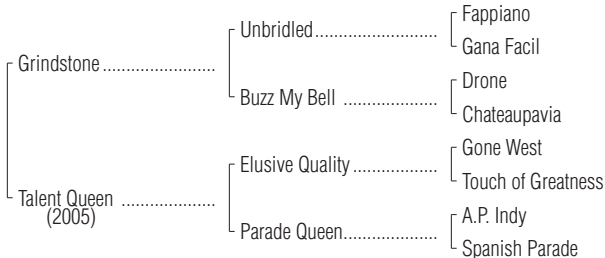 Fappiano
Unbridled........................
Gana Facil
Grindstone ......................
Drone
Buzz My Bell ..................
Chateaupavia
Gone West
Elusive Quality................
Touch of Greatness
Talent Queen ..................
(2005)
A.P. Indy
Parade Queen..................
Spanish Parade